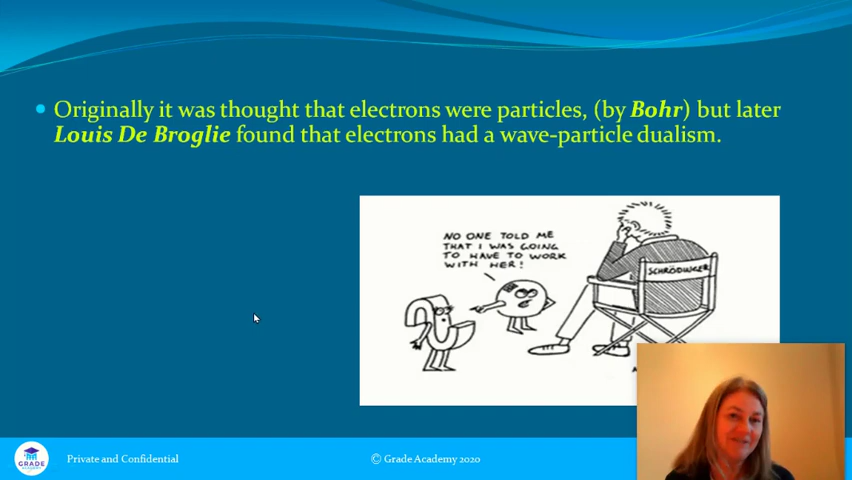 Originally it was thought that electrons were particles, (by Bohr) but later
Louis De Broglie found that electrons had a wave-particle dualism.
NO ONE TOLD ME
THAT I WAS GOING
TO HAVE TO WORK
WITH HER!
SCHRÖDINGER
GRADE
ACADEMY
Private and Confidential
© Grade Academy 2020